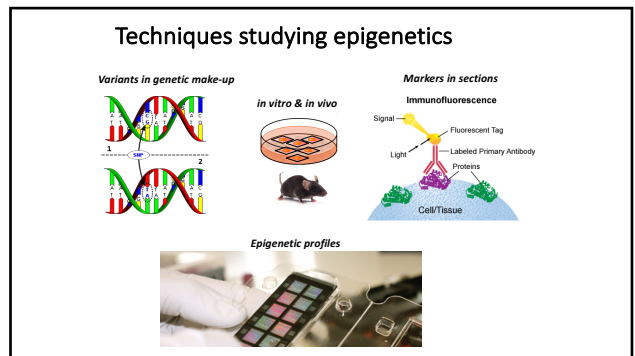 Techniques studying epigenetics
Variants in genetic make-up
in vitro & in vivo
Markers in sections
Immunofluorescence
Signal
Fluorescent Tag
Light
Labeled Primary Antibody
Proteins
Cell/Tissue
1
SNP
2
Epigenetic profiles